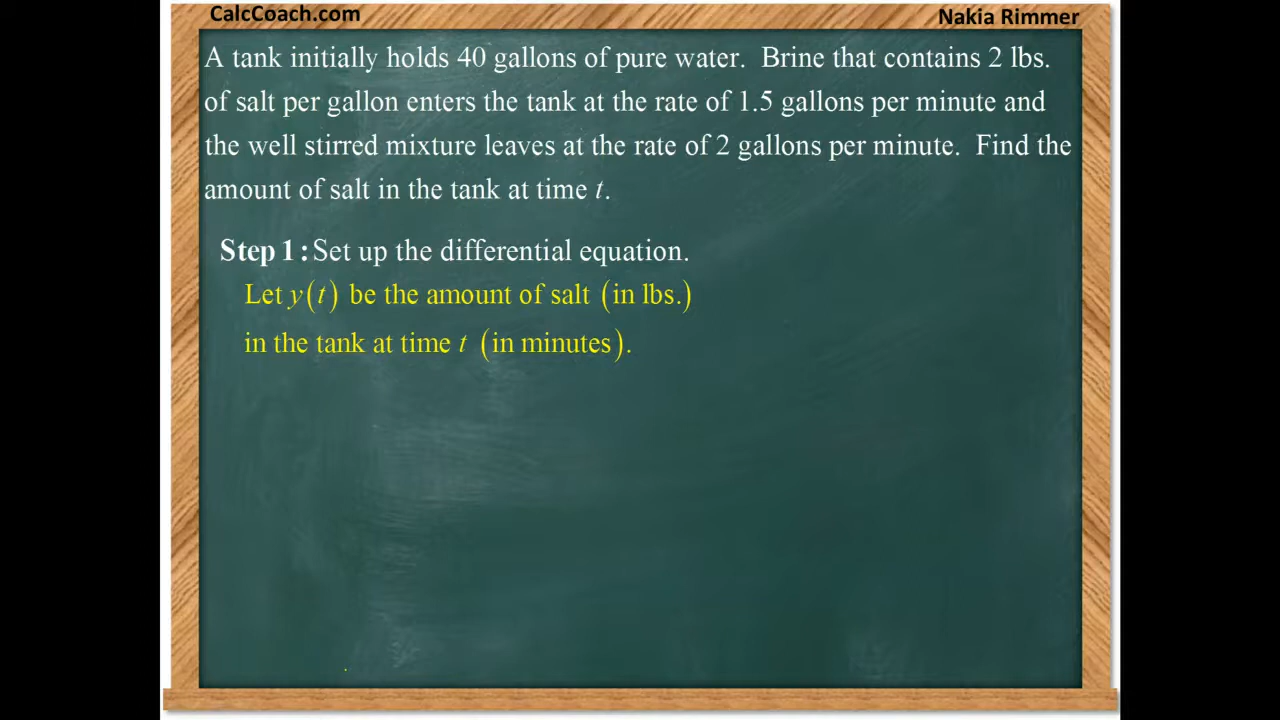 CalcCoach.com
Nakia Rimmer
A tank initially holds 40 gallons of pure water. Brine that contains 2 lbs.
of salt per gallon enters the tank at the rate of 1.5 gallons per minute and
the well stirred mixture leaves at the rate of 2 gallons per minute. Find the
amount of salt in the tank at time t.
Step 1: Set up the differential equation.
Let y(t) be the amount of salt (in lbs.)
in the tank at time t (in minutes).